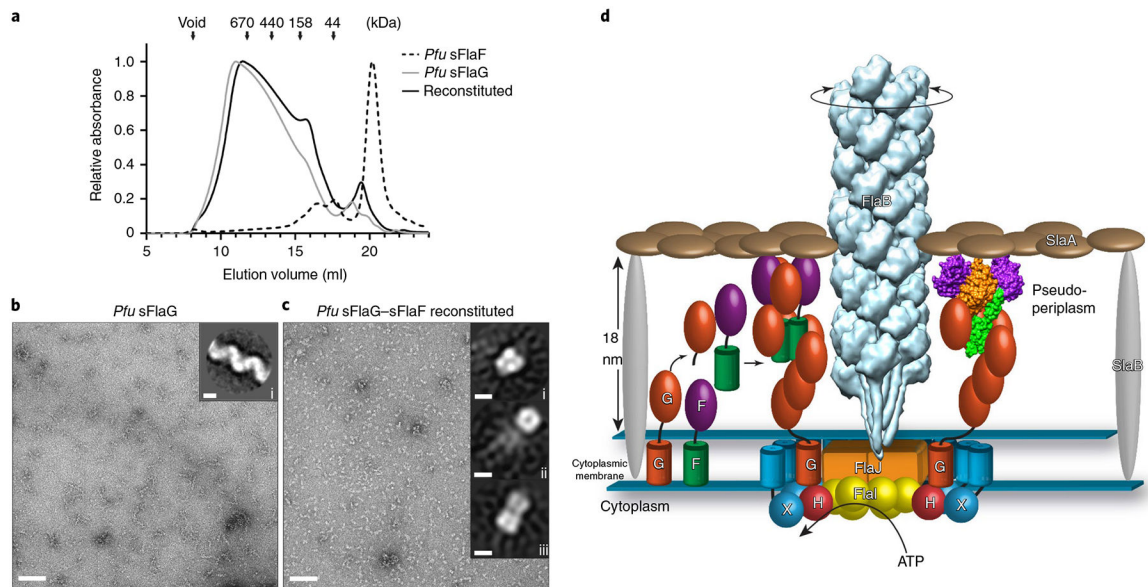 a
Void 670 440 158 44 (kDa)
Pfu sFlaF
Pfu sFlaG
Reconstituted
Relative absorbance
1.0
0.8
0.6
0.4
0.2
0
5 10 15 20
Elution volume (ml)
b
Pfu sFlaG
i
c
Pfu sFlaG–sFlaF reconstituted
i
ii
iii
d
FlaB
SlaA
Pseudo-
periplasm
18
nm
SlaB
G
F
G
F
Cytoplasmic
membrane
G
FlaJ
G
Cytoplasm
X
H
FlaI
H
X
ATP